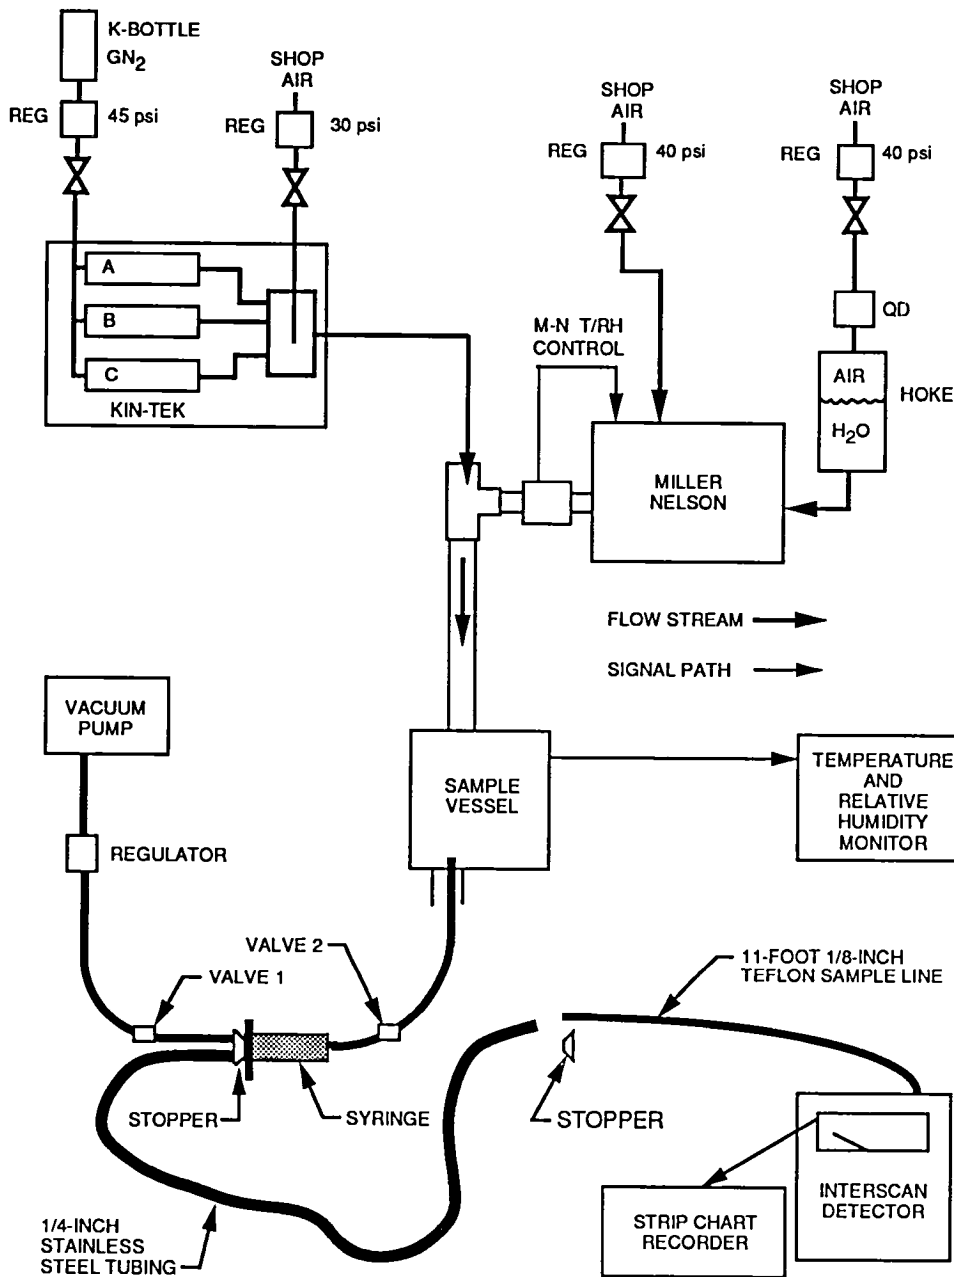 K-BOTTLE
GN2
REG
45 psi
SHOP
AIR
REG
30 psi
SHOP
AIR
REG
40 psi
SHOP
AIR
REG
40 psi
A
B
C
KIN-TEK
M-N T/RH
CONTROL
QD
AIR
H2O
HOKE
MILLER
NELSON
FLOW STREAM
SIGNAL PATH
VACUUM
PUMP
SAMPLE
VESSEL
TEMPERATURE
AND
RELATIVE
HUMIDITY
MONITOR
REGULATOR
VALVE 2
VALVE 1
11-FOOT 1/8-INCH
TEFLON SAMPLE LINE
STOPPER
SYRINGE
STOPPER
1/4-INCH
STAINLESS
STEEL TUBING
STRIP CHART
RECORDER
INTERSCAN
DETECTOR